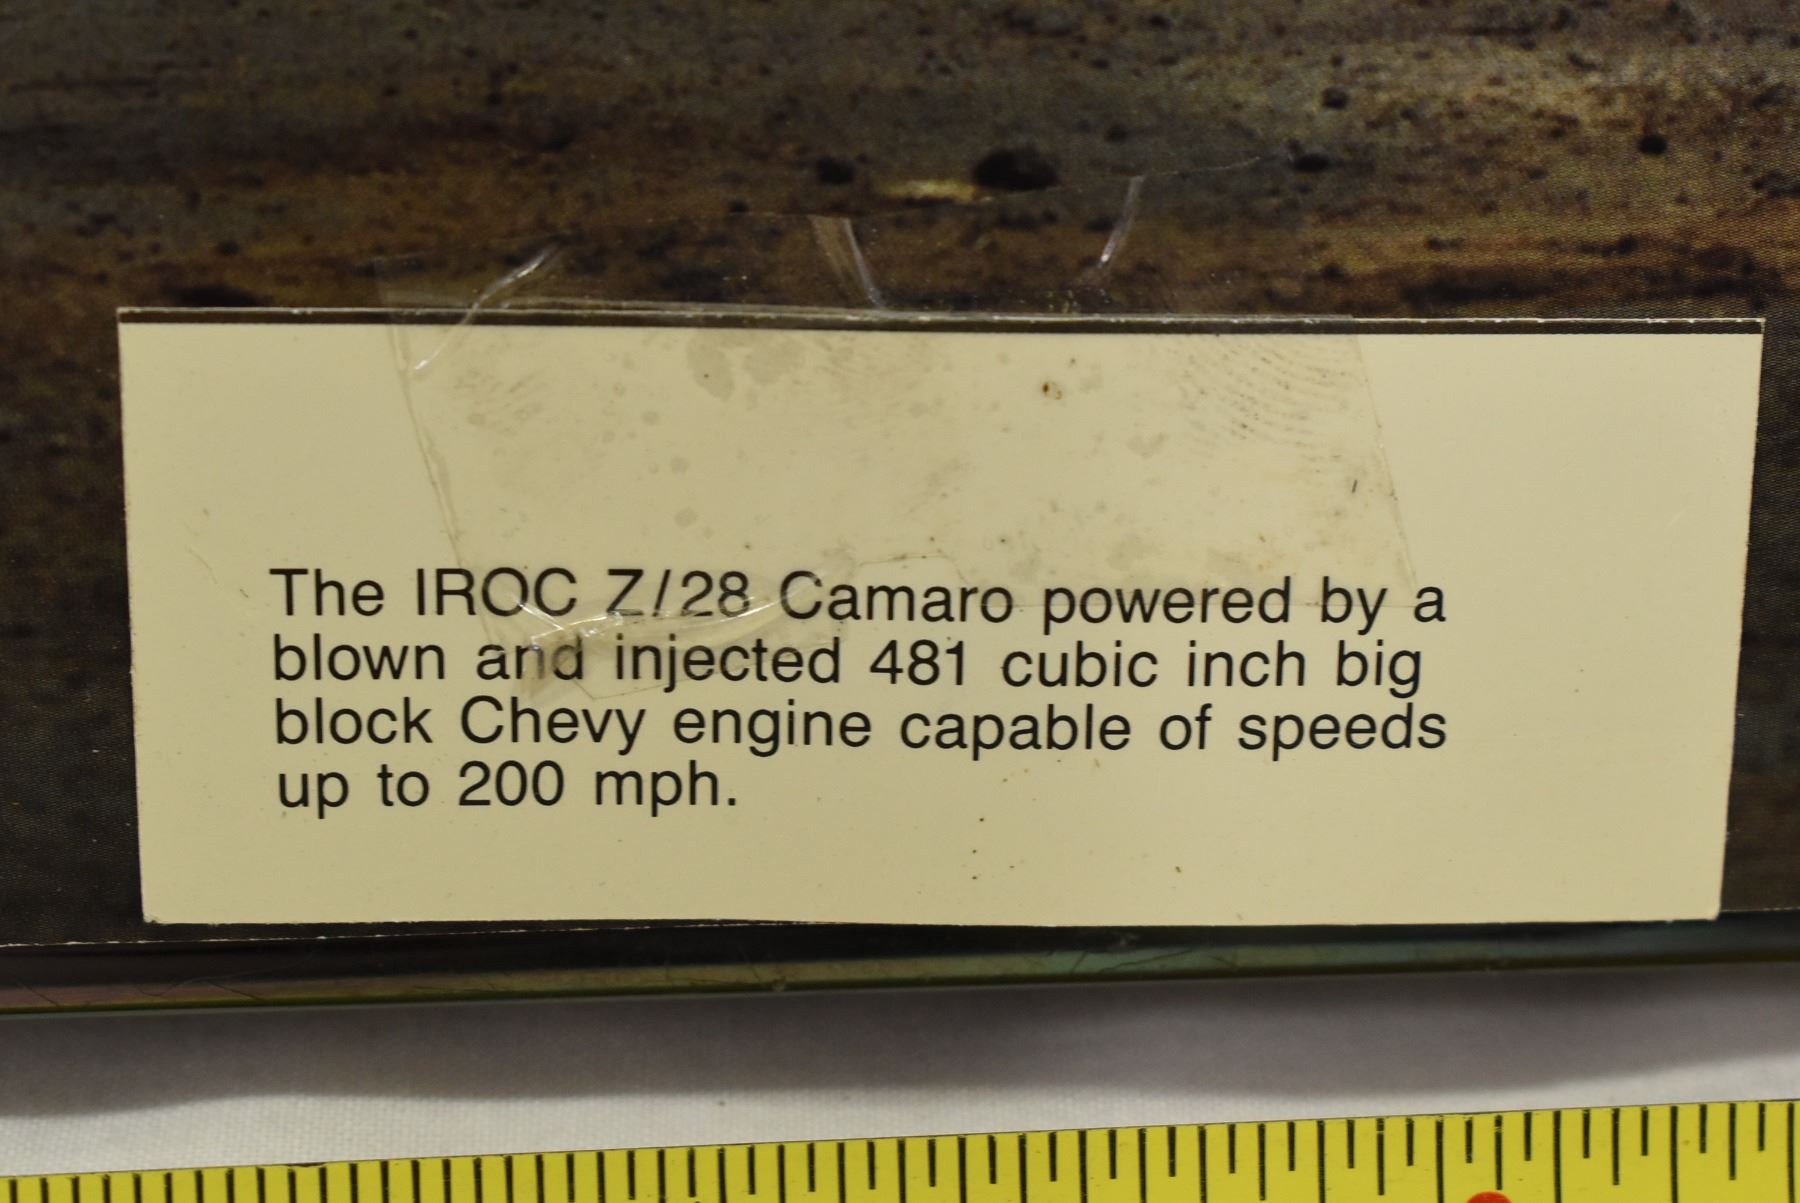 The IROC Z/28 Camaro powered by a
blown and injected 481 cubic inch big
block Chevy engine capable of speeds
up to 200 mph.